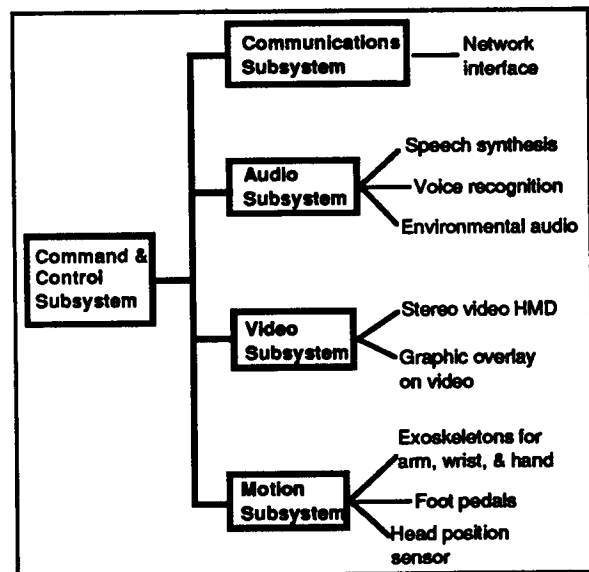 Communications
Subsystem
Network
interface
Audio
Subsystem
Speech synthesis
Voice recognition
Environmental audio
Command &
Control
Subsystem
Video
Subsystem
Stereo video HMD
Graphic overlay
on video
Motion
Subsystem
Exoskeletons for
arm, wrist, & hand
Foot pedals
Head position
sensor